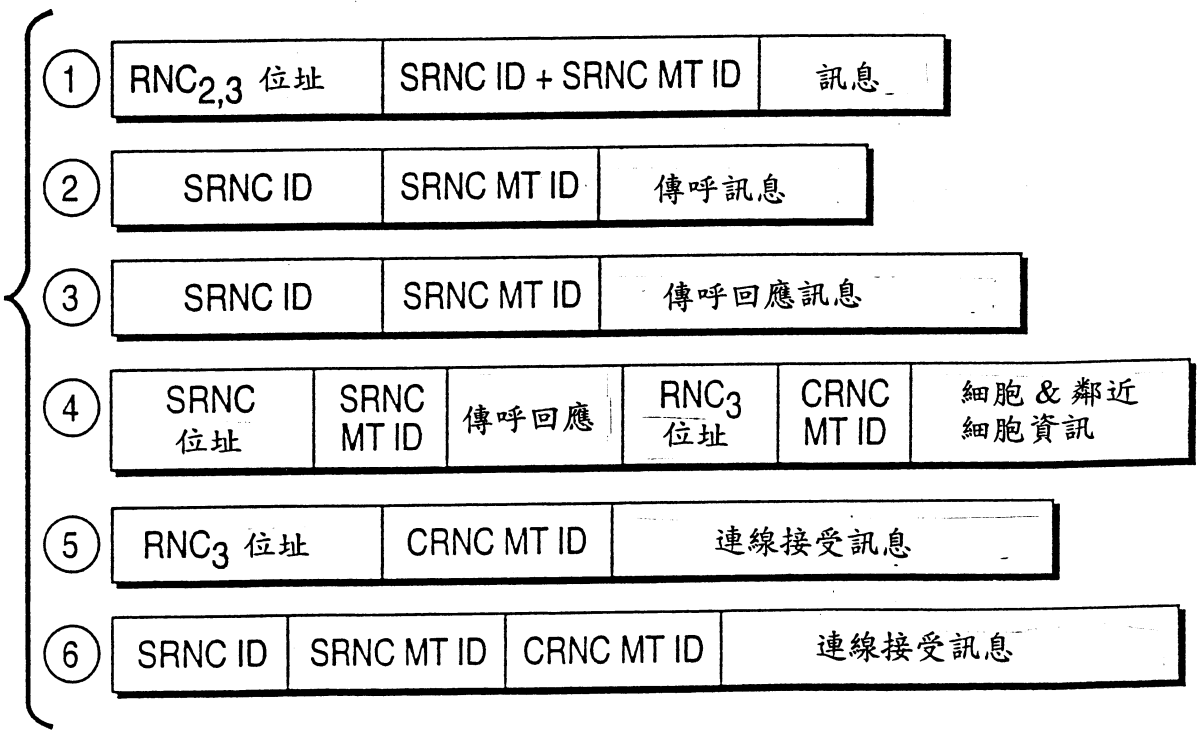 ① RNC2,3 位址 SRNC ID + SRNC MT ID 訊息
② SRNC ID SRNC MT ID 傳呼訊息
③ SRNC ID SRNC MT ID 傳呼回應訊息
④ SRNC 位址 SRNC MT ID 傳呼回應 RNC3 位址 CRNC MT ID 細胞 & 鄰近 細胞資訊
⑤ RNC3 位址 CRNC MT ID 連線接受訊息
⑥ SRNC ID SRNC MT ID CRNC MT ID 連線接受訊息